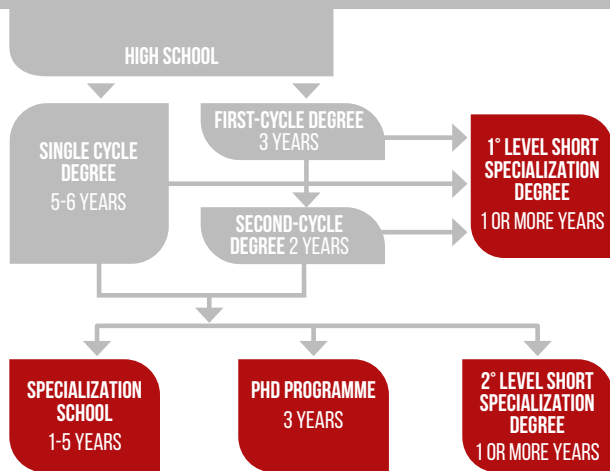 HIGH SCHOOL
SINGLE CYCLE
DEGREE
5-6 YEARS
FIRST-CYCLE DEGREE
3 YEARS
SECOND-CYCLE
DEGREE 2 YEARS
1° LEVEL SHORT
SPECIALIZATION
DEGREE
1 OR MORE YEARS
SPECIALIZATION
SCHOOL
1-5 YEARS
PHD PROGRAMME
3 YEARS
2° LEVEL SHORT
SPECIALIZATION
DEGREE
1 OR MORE YEARS